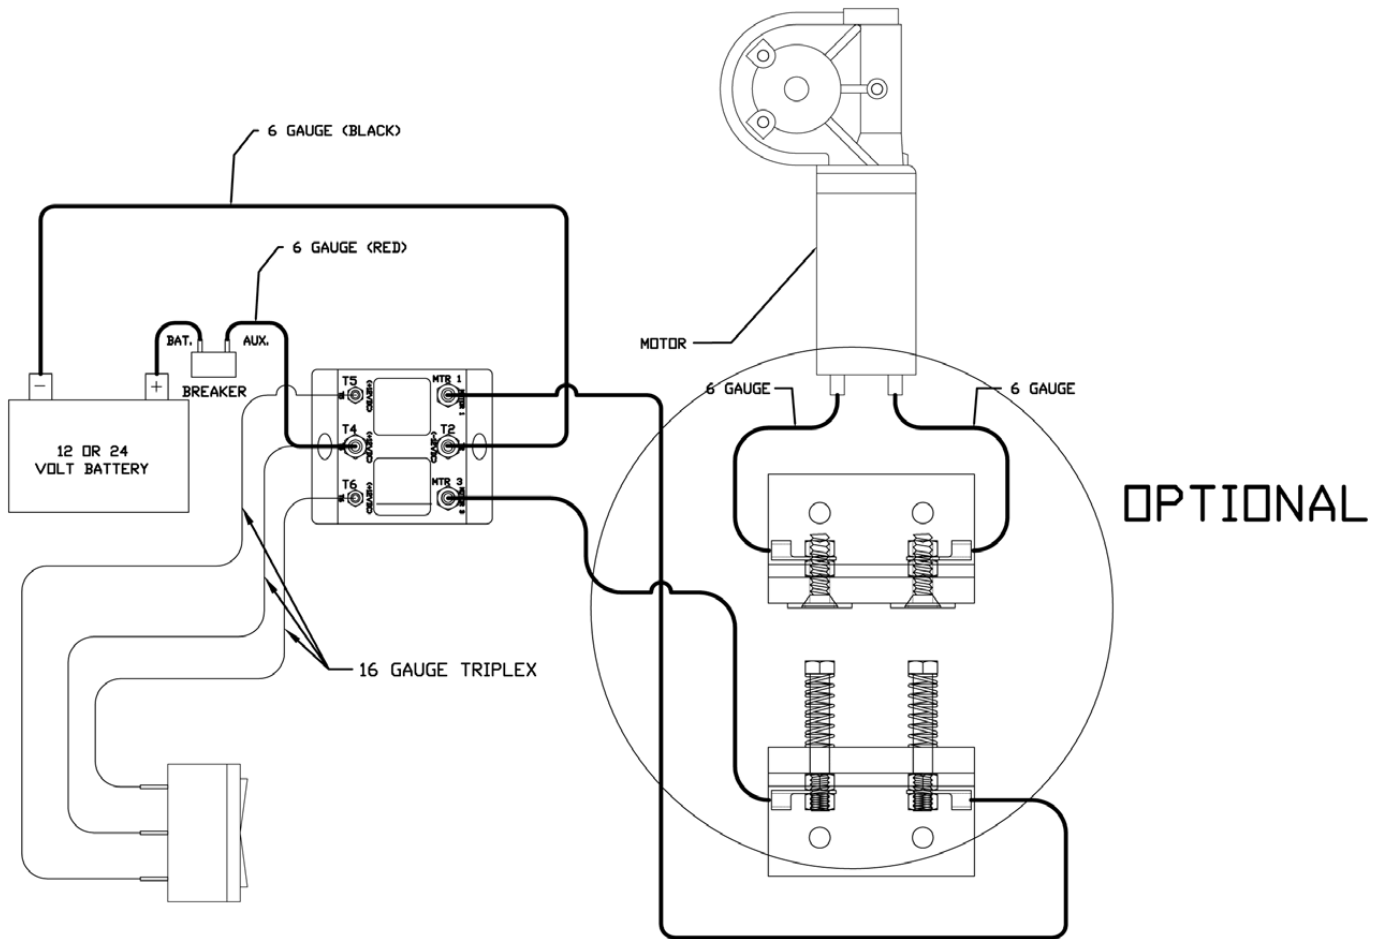 6 GAUGE (BLACK)
6 GAUGE (RED)
BAT.
AUX.
BREAKER
MOTOR
6 GAUGE
6 GAUGE
-
+
12 OR 24
VOLT BATTERY
T5
MTR 1
T4
T2
T6
MTR 3
OPTIONAL
16 GAUGE TRIPLEX